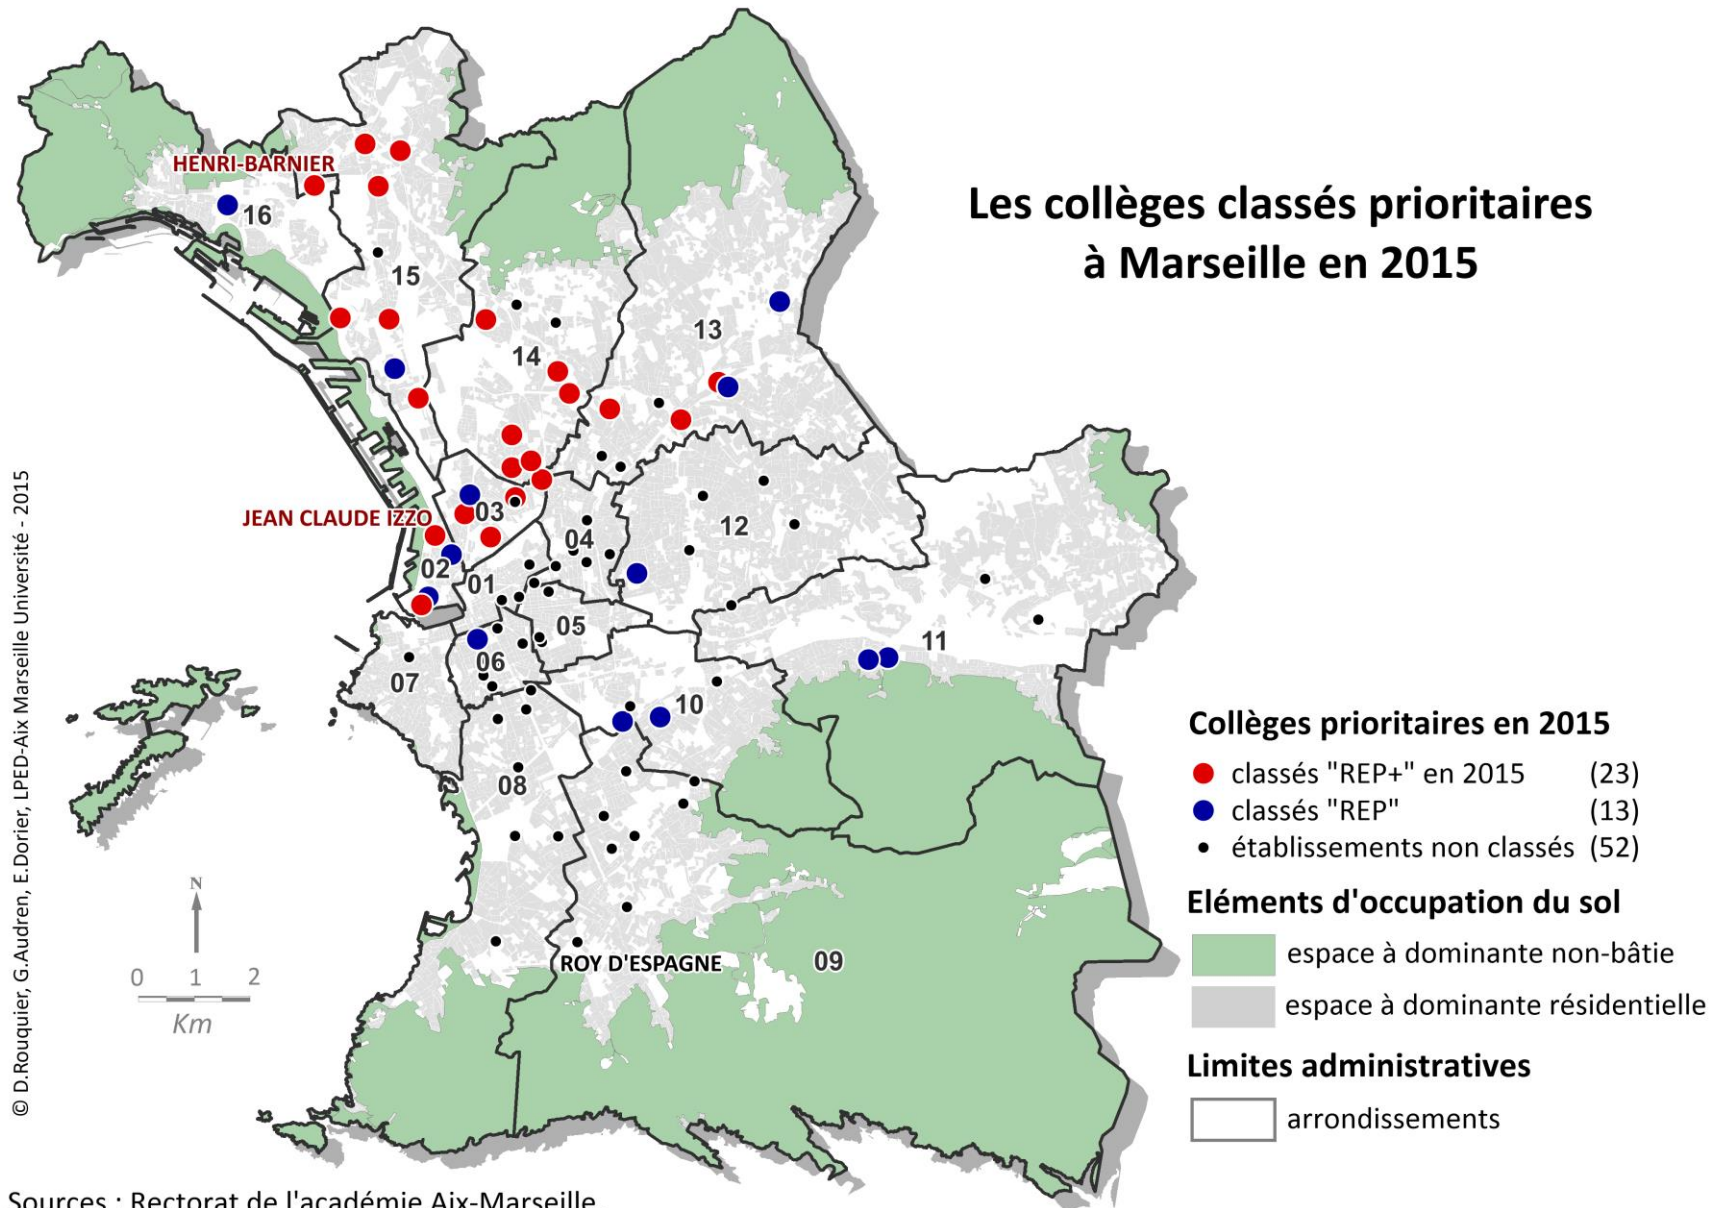 Les collèges classés prioritaires
à Marseille en 2015
HENRI-BARNIER
16
15
13
14
JEAN CLAUDE IZZO
03
12
04
02
01
05
11
06
07
10
08
ROY D'ESPAGNE
09
N
0 1 2
Km
Collèges prioritaires en 2015
classés "REP+" en 2015 (23)
classés "REP" (13)
établissements non classés (52)
Eléments d'occupation du sol
espace à dominante non-bâtie
espace à dominante résidentielle
Limites administratives
arrondissements
© D.Rouquier, G.Audren, E.Dorier, LPED-Aix Marseille Université - 2015
Sources : Rectorat de l'académie Aix-Marseille